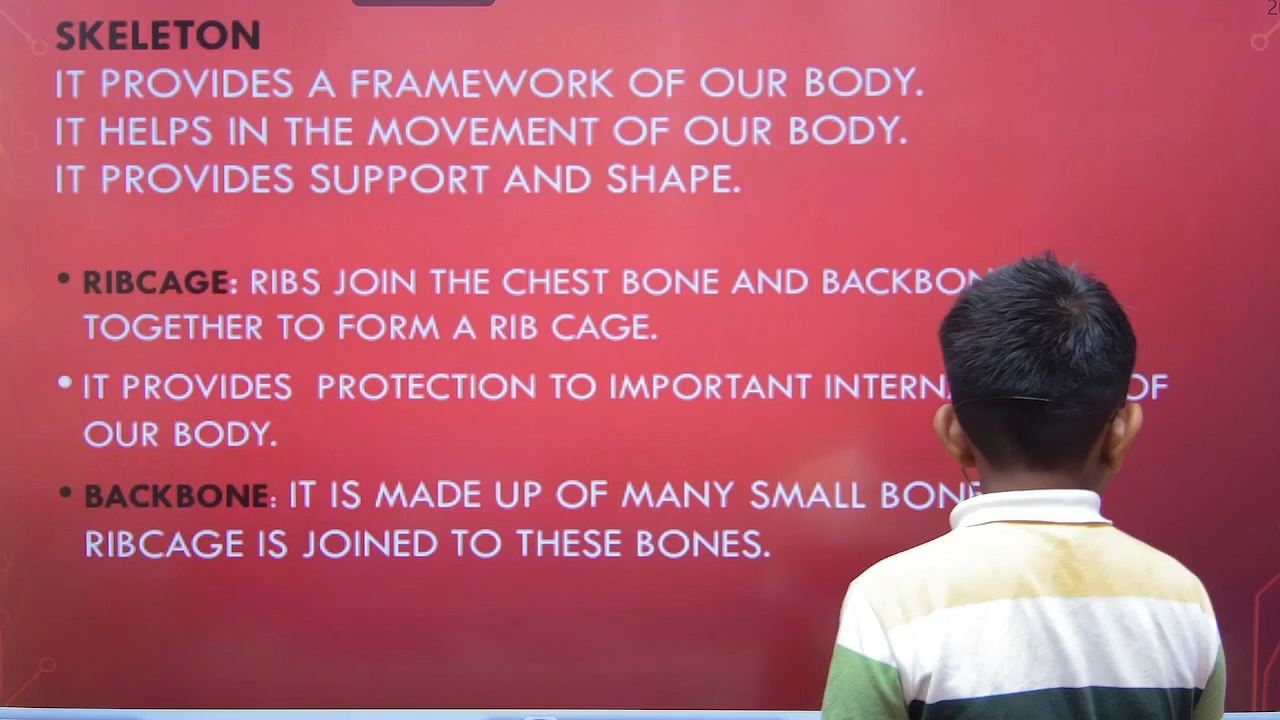 SKELETON
IT PROVIDES A FRAMEWORK OF OUR BODY.
IT HELPS IN THE MOVEMENT OF OUR BODY.
IT PROVIDES SUPPORT AND SHAPE.
• RIBCAGE: RIBS JOIN THE CHEST BONE AND
TOGETHER TO FORM A RIB CAGE.
• IT PROVIDES PROTECTION TO IMPORTANT OF
OUR BODY.
• BACKBONE: IT IS MADE UP OF MANY SMALL
RIBCAGE IS JOINED TO THESE BONES.